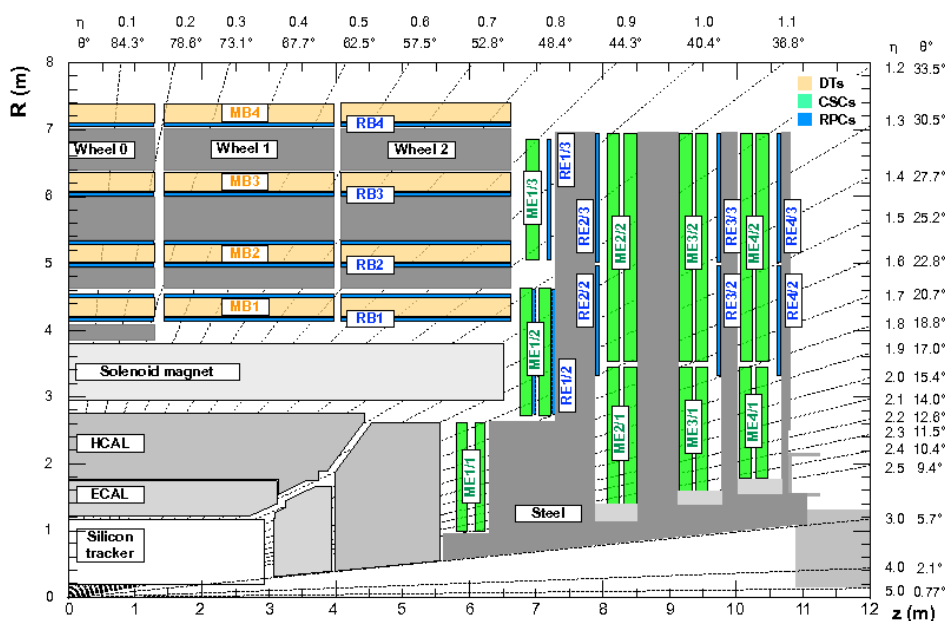 η 0.1 0.2 0.3 0.4 0.5 0.6 0.7 0.8 0.9 1.0 1.1
θ° 84.3° 78.6° 73.1° 67.7° 62.5° 57.5° 52.8° 48.4° 44.3° 40.4° 36.8° η θ°
R (m)
8
7
6
5
4
3
2
1
0
1.2 33.5°
1.3 30.5°
1.4 27.7°
1.5 25.2°
1.6 22.8°
1.7 20.7°
1.8 18.8°
1.9 17.0°
2.0 15.4°
2.1 14.0°
2.2 12.8°
2.3 11.5°
2.4 10.4°
2.5 9.4°
3.0 5.7°
4.0 2.1°
5.0 0.77°
DTs
CSCs
RPCs
MB4
RB4
Wheel 0
Wheel 1
Wheel 2
MB3
RB3
MB2
RB2
MB1
RB1
Solenoid magnet
HCAL
ECAL
Silicon
tracker
Steel
ME1/3
RE1/3
ME1/2
RE1/2
ME1/1
RE2/3
RE2/2
ME2/2
ME2/1
ME3/2
ME3/1
RE3/3
RE3/2
ME4/2
ME4/1
RE4/3
RE4/2
0 1 2 3 4 5 6 7 8 9 10 11 12
z (m)